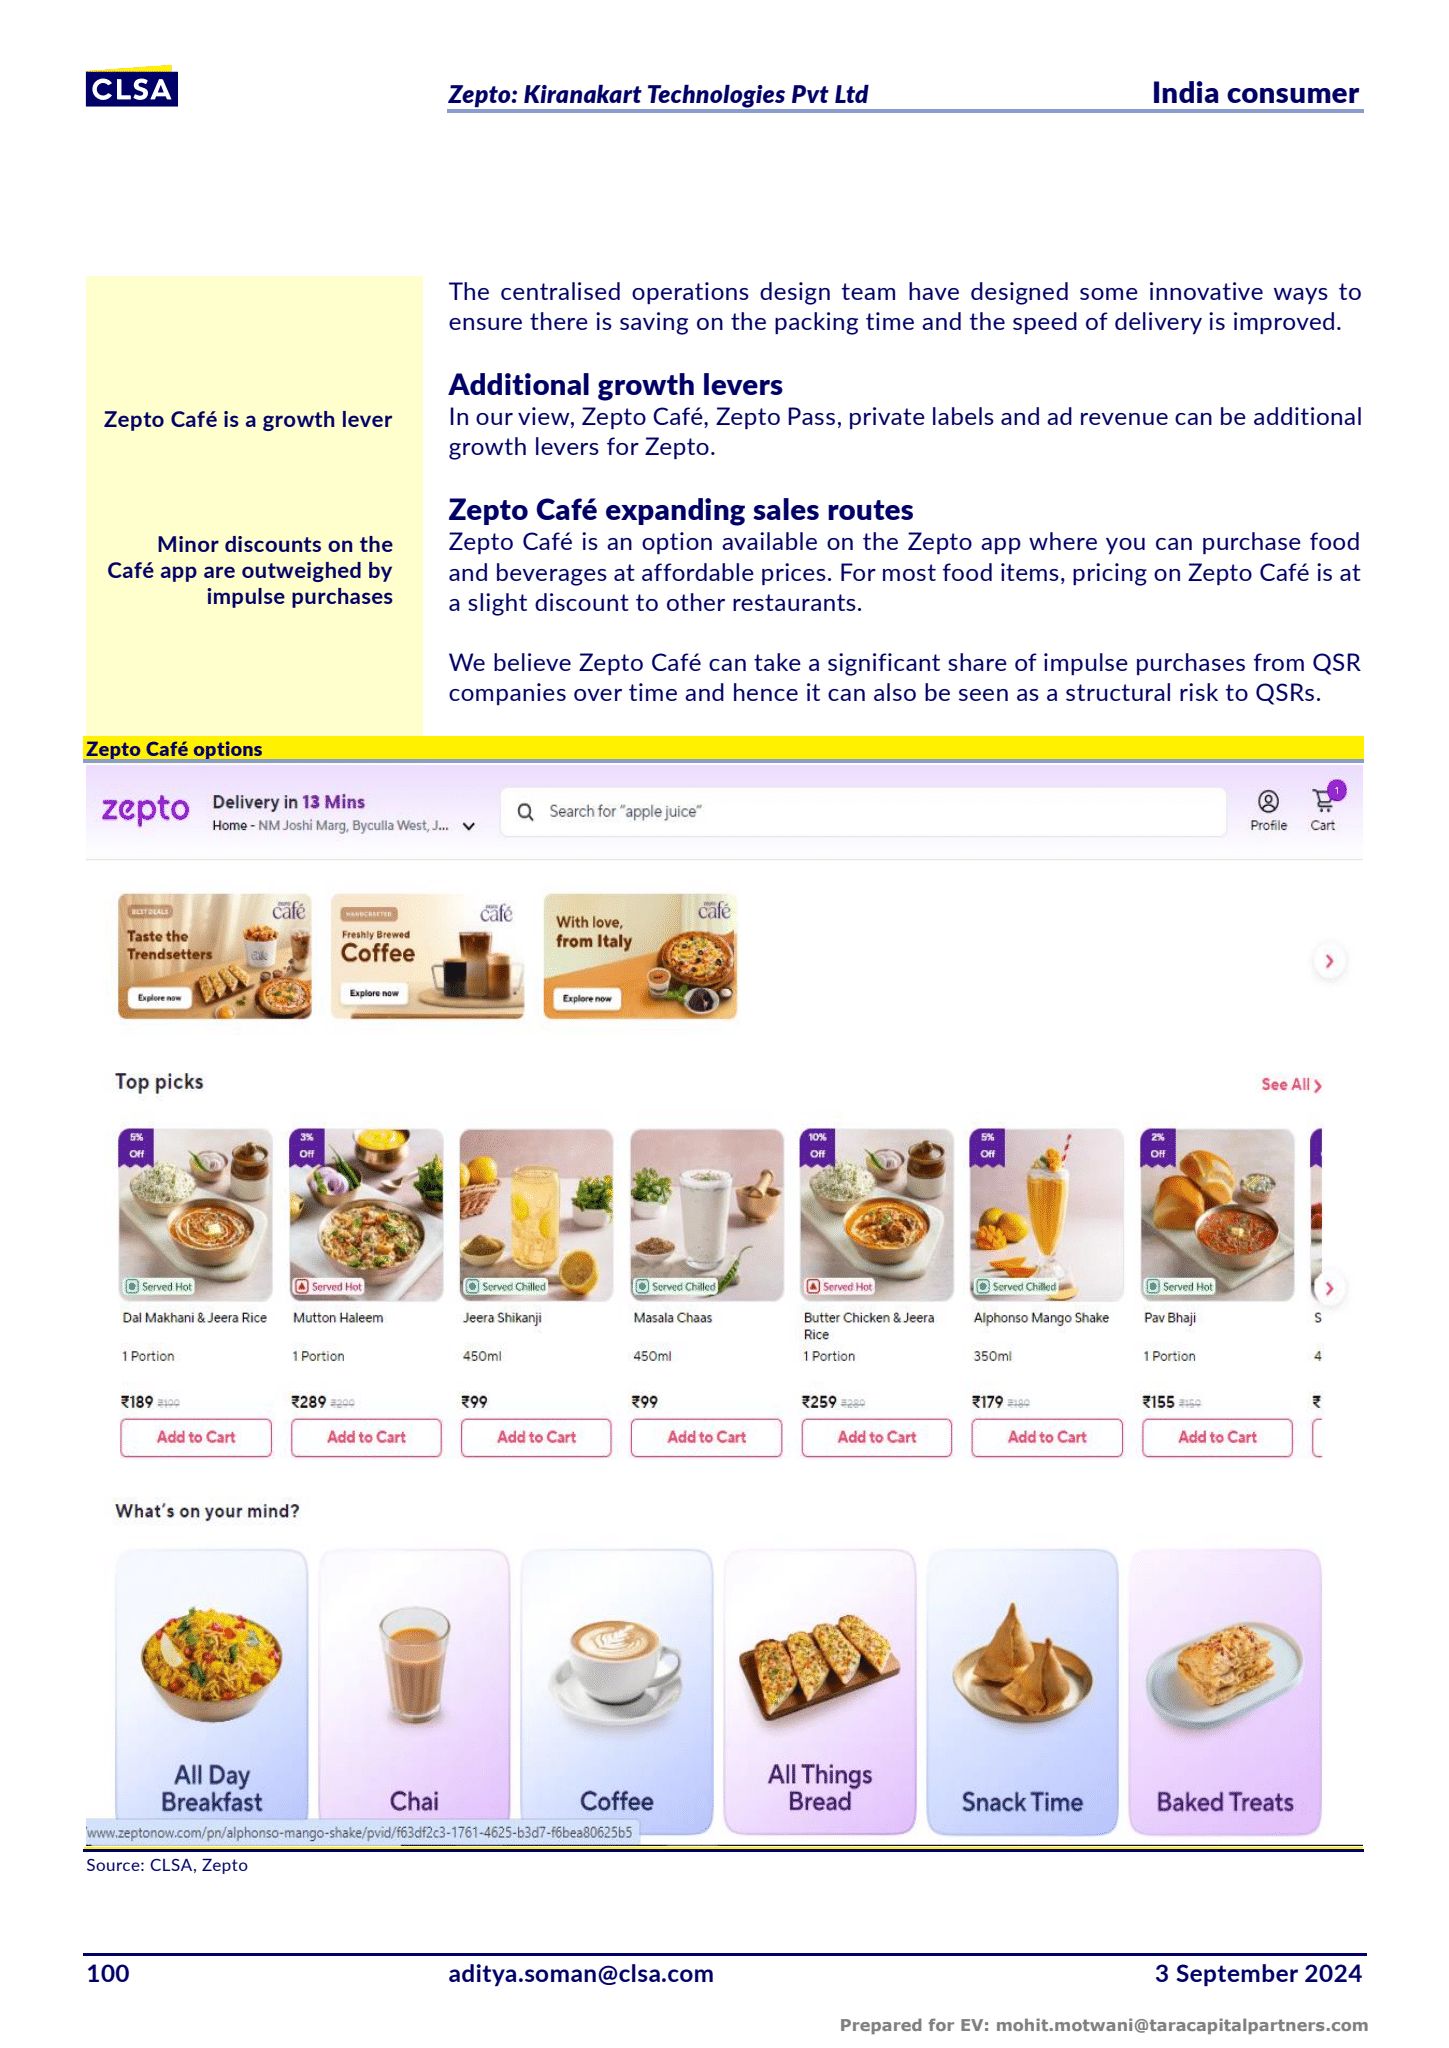 CLSA
Zepto: Kiranakart Technologies Pvt Ltd
India consumer
The centralised operations design team have designed some innovative ways to
ensure there is saving on the packing time and the speed of delivery is improved.
Additional growth levers
Zepto Café is a growth lever
In our view, Zepto Café, Zepto Pass, private labels and ad revenue can be additional
growth levers for Zepto.
Zepto Café expanding sales routes
Minor discounts on the
Café app are outweighed by
impulse purchases
Zepto Café is an option available on the Zepto app where you can purchase food
and beverages at affordable prices. For most food items, pricing on Zepto Café is at
a slight discount to other restaurants.
We believe Zepto Café can take a significant share of impulse purchases from QSR
companies over time and hence it can also be seen as a structural risk to QSRs.
Zepto Café options
zepto
Delivery in 13 Mins
Home - NM Joshi Marg, Byculla West, J...
Search for "apple juice"
Profile
1
Cart
BEST DEALS
café
Taste the
Trendsetters
Explore now
HANDCRAFTED
café
Freshly Brewed
Coffee
Explore now
café
With love,
from Italy
Explore now
Top picks
See All
5%
Off
Served Hot
Dal Makhani & Jeera Rice
1 Portion
₹189
Add to Cart
3%
Off
Served Hot
Mutton Haleem
1 Portion
₹289
Add to Cart
Served Chilled
Jeera Shikanji
450ml
₹99
Add to Cart
Served Chilled
Masala Chaas
450ml
₹99
Add to Cart
10%
Off
Served Hot
Butter Chicken & Jeera
Rice
1 Portion
₹259
Add to Cart
5%
Off
Served Chilled
Alphonso Mango Shake
350ml
₹179
Add to Cart
2%
Off
Served Hot
Pav Bhaji
1 Portion
₹155
Add to Cart
S
4
₹
What's on your mind?
All Day
Breakfast
Chai
Coffee
All Things
Bread
Snack Time
Baked Treats
www.zeptonow.com/pn/alphonso-mango-shake/pvid/f63df2c3-1761-4625-b3d7-f6bea80625b5
Source: CLSA, Zepto
100
aditya.soman@clsa.com
3 September 2024
Prepared for EV: mohit.motwani@taracapitalpartners.com